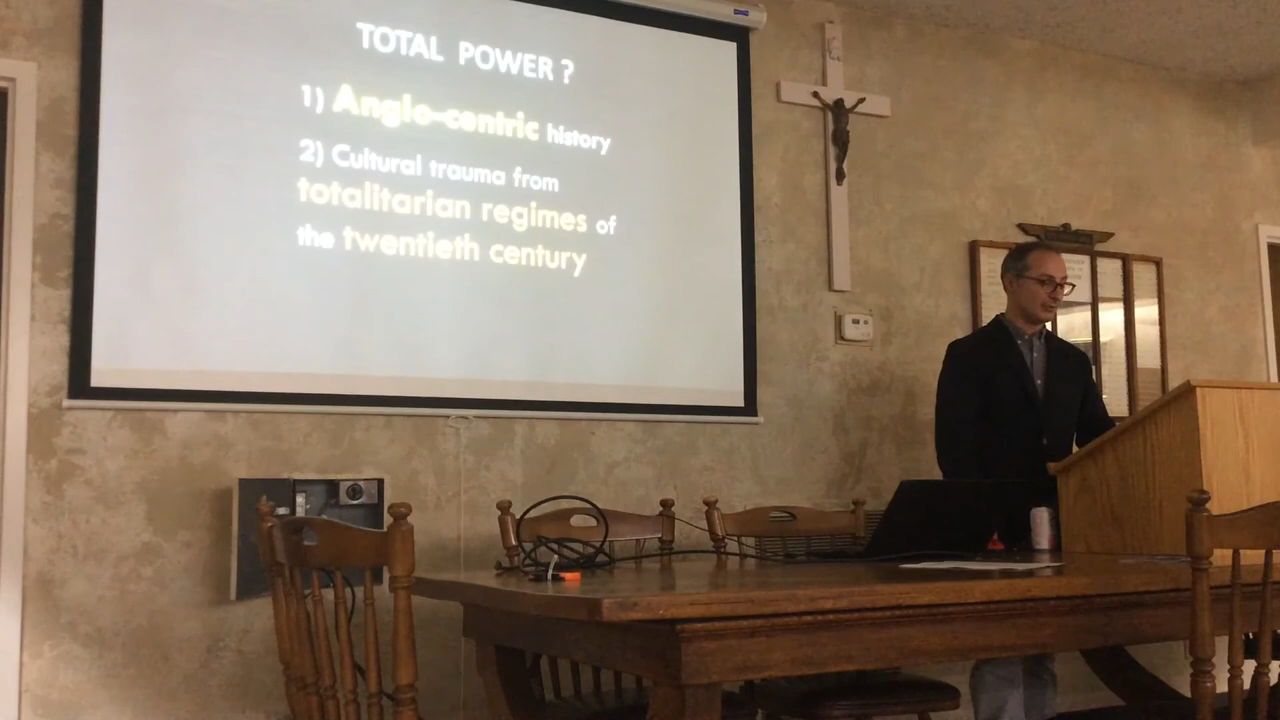 TOTAL POWER ?
1) Anglo-centric history
2) Cultural trauma from
totalitarian regimes of
the twentieth century